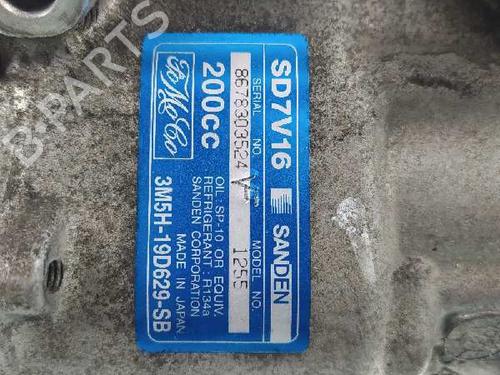 SD7V16 SANDEN
SERIAL NO. MODEL NO.
8678303524 1255
200cc
OIL : SP-10 OR EQUIV.
REFRIGERANT : R134a
SANDEN CORPORATION
MADE IN JAPAN
FoMoCo
3M5H-19D629-SB
B-PARTS